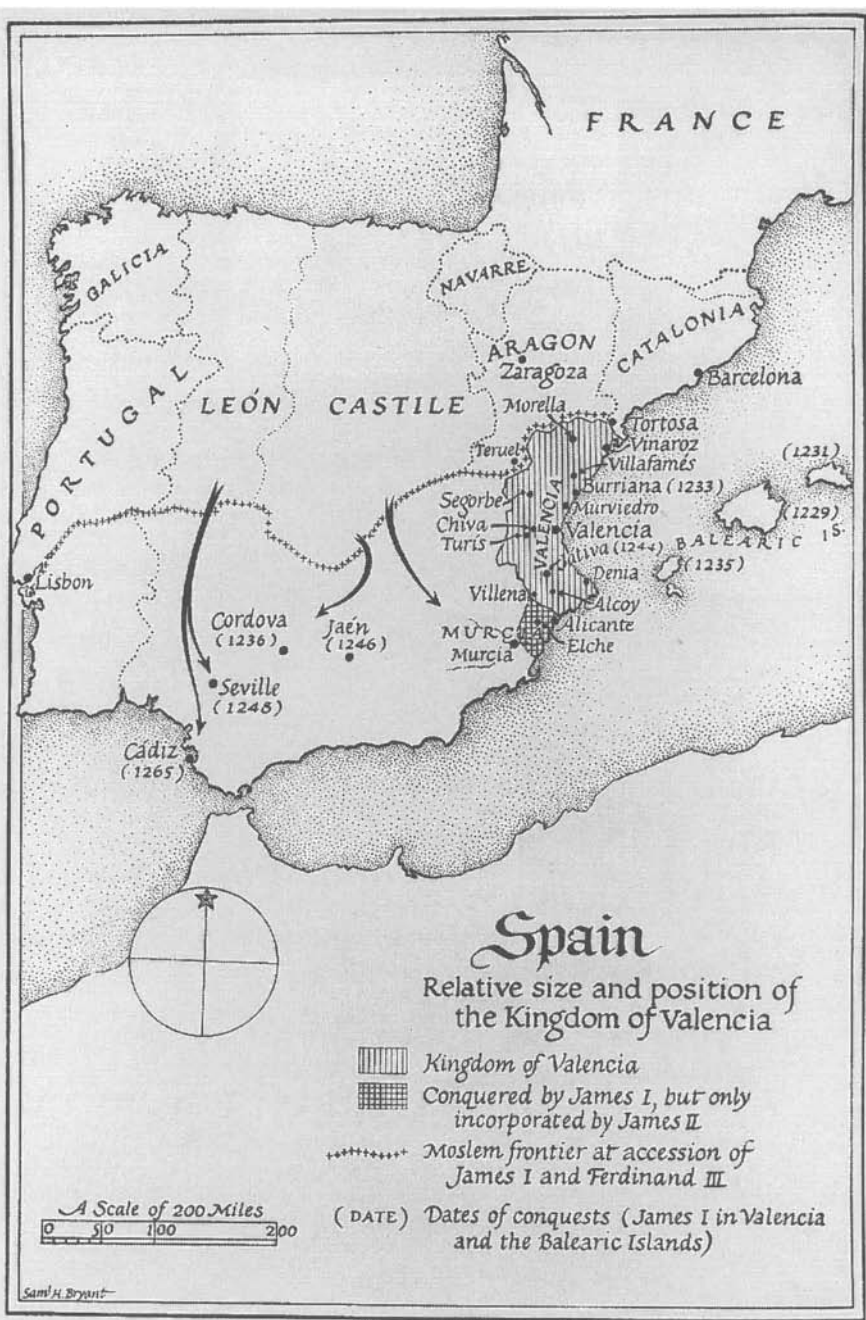 FRANCE
GALICIA
NAVARRE
ARAGON
Zaragoza
CATALONIA
Barcelona
PORTUGAL
LEÓN
CASTILE
Morella
Tortosa
Vinaroz
Teruel
Villafamés
(1231)
Segorbe
Burriana (1233)
Murviedro
(1229)
Chiva
VALENCIA
Valencia
BALEARIC IS.
Turís
Játiva (1244)
(1235)
Lisbon
Denia
Villena
Alcoy
Cordova
(1236)
Jaén
(1246)
MURCIA
Alicante
Murcia
Elche
Seville
(1248)
Cádiz
(1265)
Spain
Relative size and position of
the Kingdom of Valencia
Kingdom of Valencia
Conquered by James I, but only
incorporated by James II
Moslem frontier at accession of
James I and Ferdinand III
A Scale of 200 Miles
0 50 100 200
(DATE) Dates of conquests (James I in Valencia
and the Balearic Islands)
Saml H. Bryant